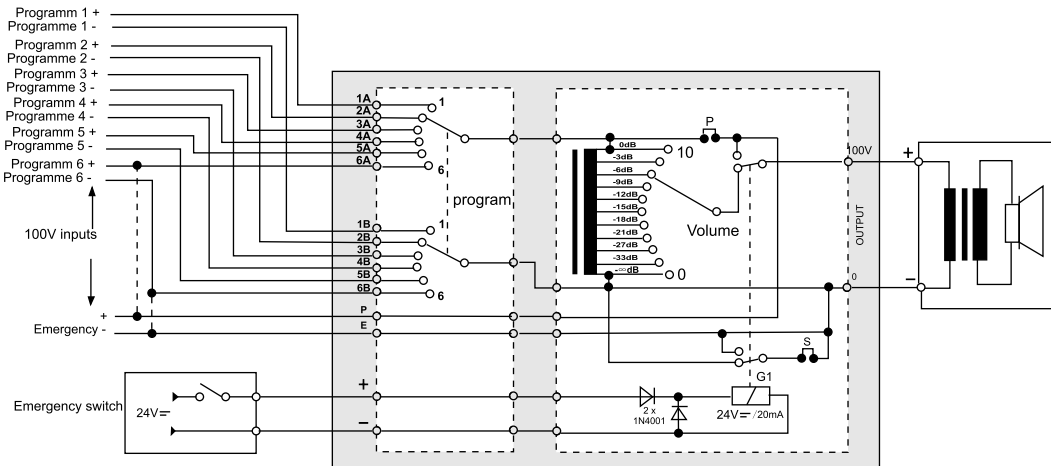 Programm 1 +
Programme 1 -
Programm 2 +
Programme 2 -
Programm 3 +
Programme 3 -
Programm 4 +
Programme 4 -
Programm 5 +
Programme 5 -
Programm 6 +
Programme 6 -
100V inputs
+
Emergency -
Emergency switch
24V
1A
2A
3A
4A
5A
6A
1
6
program
1B
2B
3B
4B
5B
6B
1
6
P
E
+
−
0dB
-3dB
-6dB
-9dB
-12dB
-15dB
-18dB
-21dB
-27dB
-33dB
-∞dB
10
0
Volume
P
S
G1
2 x
1N4001
24V /20mA
100V
OUTPUT
0
+
−